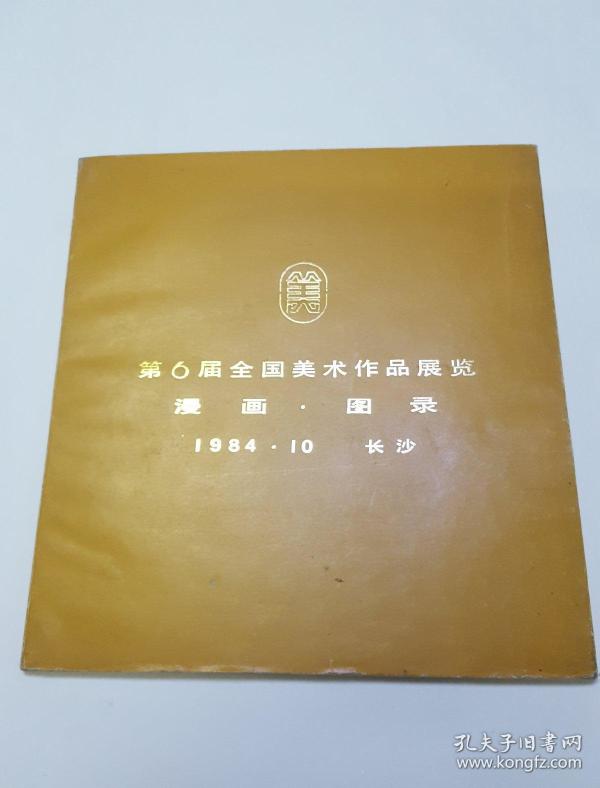 美
第6届全国美术作品展览
漫画·图录
1984·10 长沙
孔夫子旧书网
www.kongfz.com